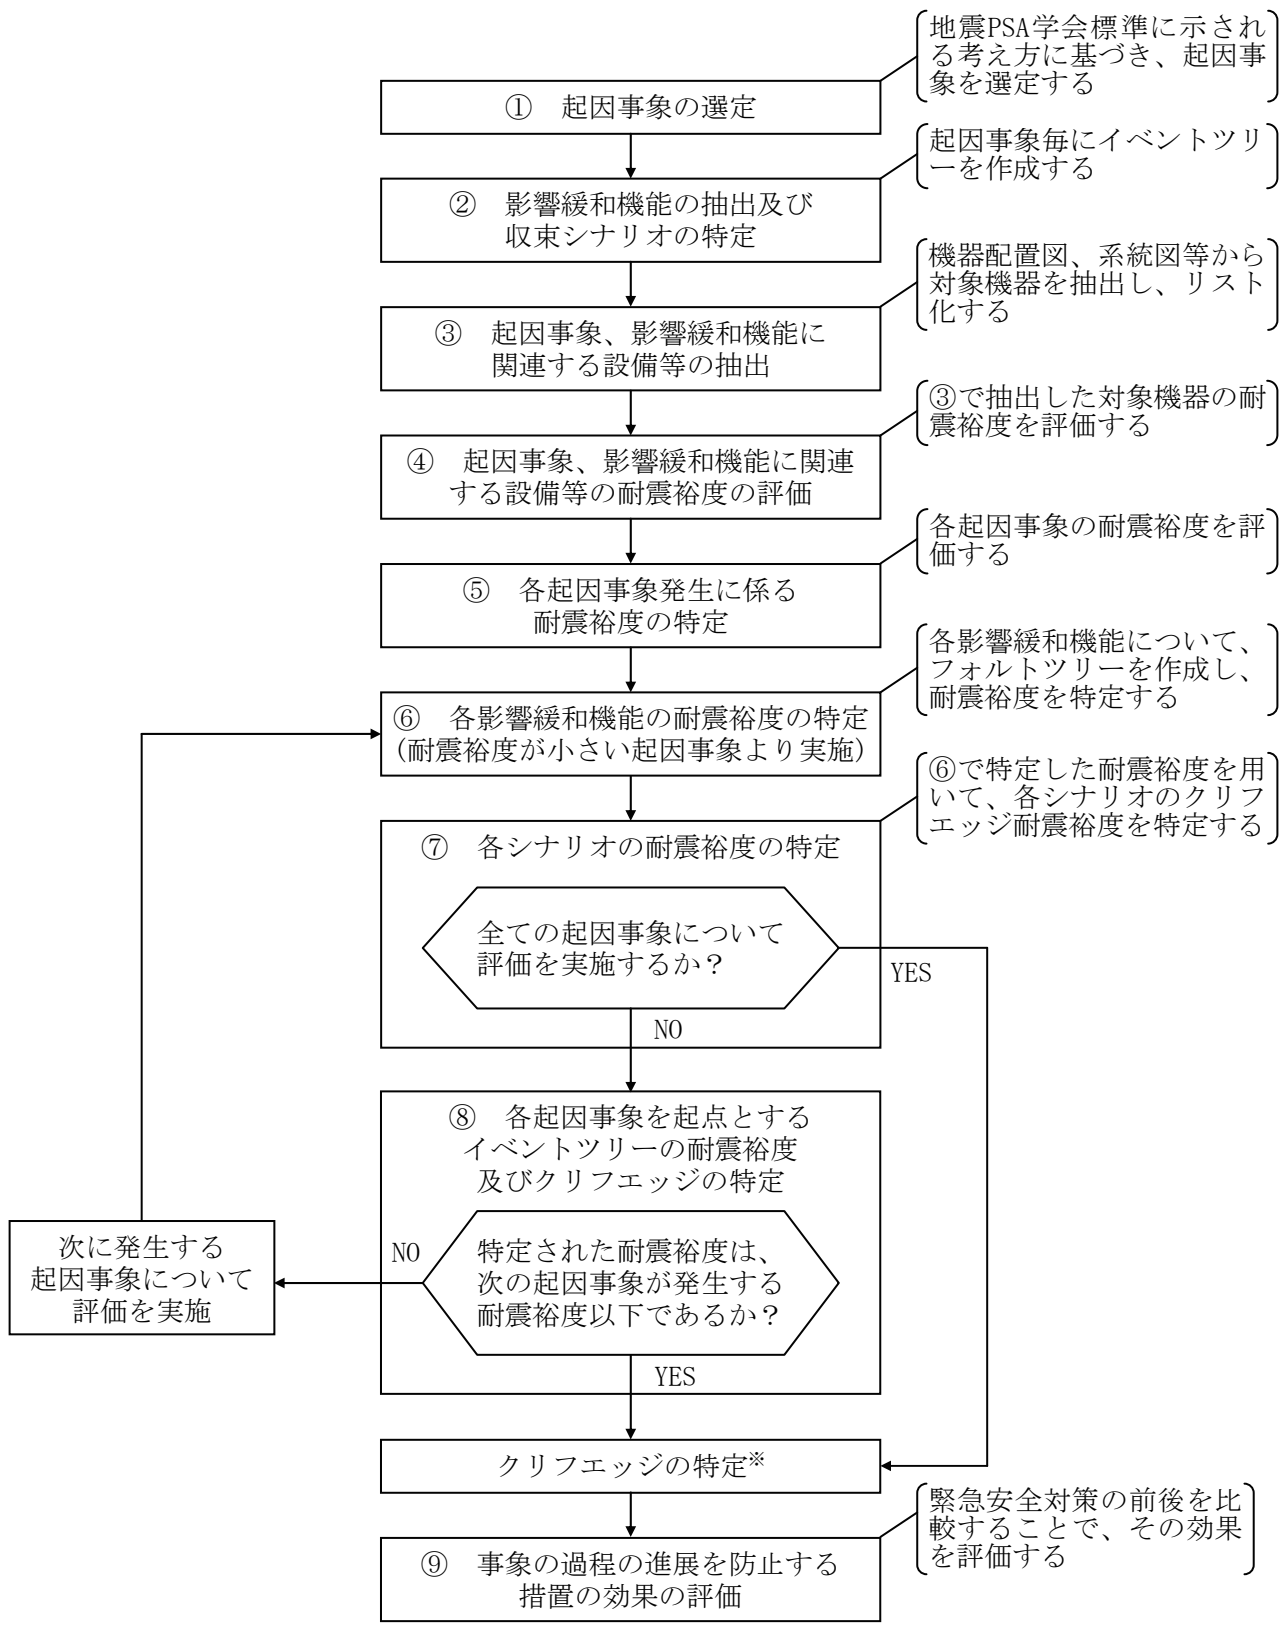 地震PSA学会標準に示され
る考え方に基づき、起因事
象を選定する
① 起因事象の選定
起因事象毎にイベントツリ
ーを作成する
② 影響緩和機能の抽出及び
収束シナリオの特定
機器配置図、系統図等から
対象機器を抽出し、リスト
化する
③ 起因事象、影響緩和機能に
関連する設備等の抽出
③で抽出した対象機器の耐
震裕度を評価する
④ 起因事象、影響緩和機能に関連
する設備等の耐震裕度の評価
各起因事象の耐震裕度を評
価する
⑤ 各起因事象発生に係る
耐震裕度の特定
各影響緩和機能について、
フォルトツリーを作成し、
耐震裕度を特定する
⑥ 各影響緩和機能の耐震裕度の特定
(耐震裕度が小さい起因事象より実施)
⑥で特定した耐震裕度を用
いて、各シナリオのクリフ
エッジ耐震裕度を特定する
⑦ 各シナリオの耐震裕度の特定
全ての起因事象について
評価を実施するか？
YES
NO
⑧ 各起因事象を起点とする
イベントツリーの耐震裕度
及びクリフエッジの特定
次に発生する
起因事象について
評価を実施
NO
特定された耐震裕度は、
次の起因事象が発生する
耐震裕度以下であるか？
YES
クリフエッジの特定※
緊急安全対策の前後を比
較することで、その効果
を評価する
⑨ 事象の過程の進展を防止する
措置の効果の評価